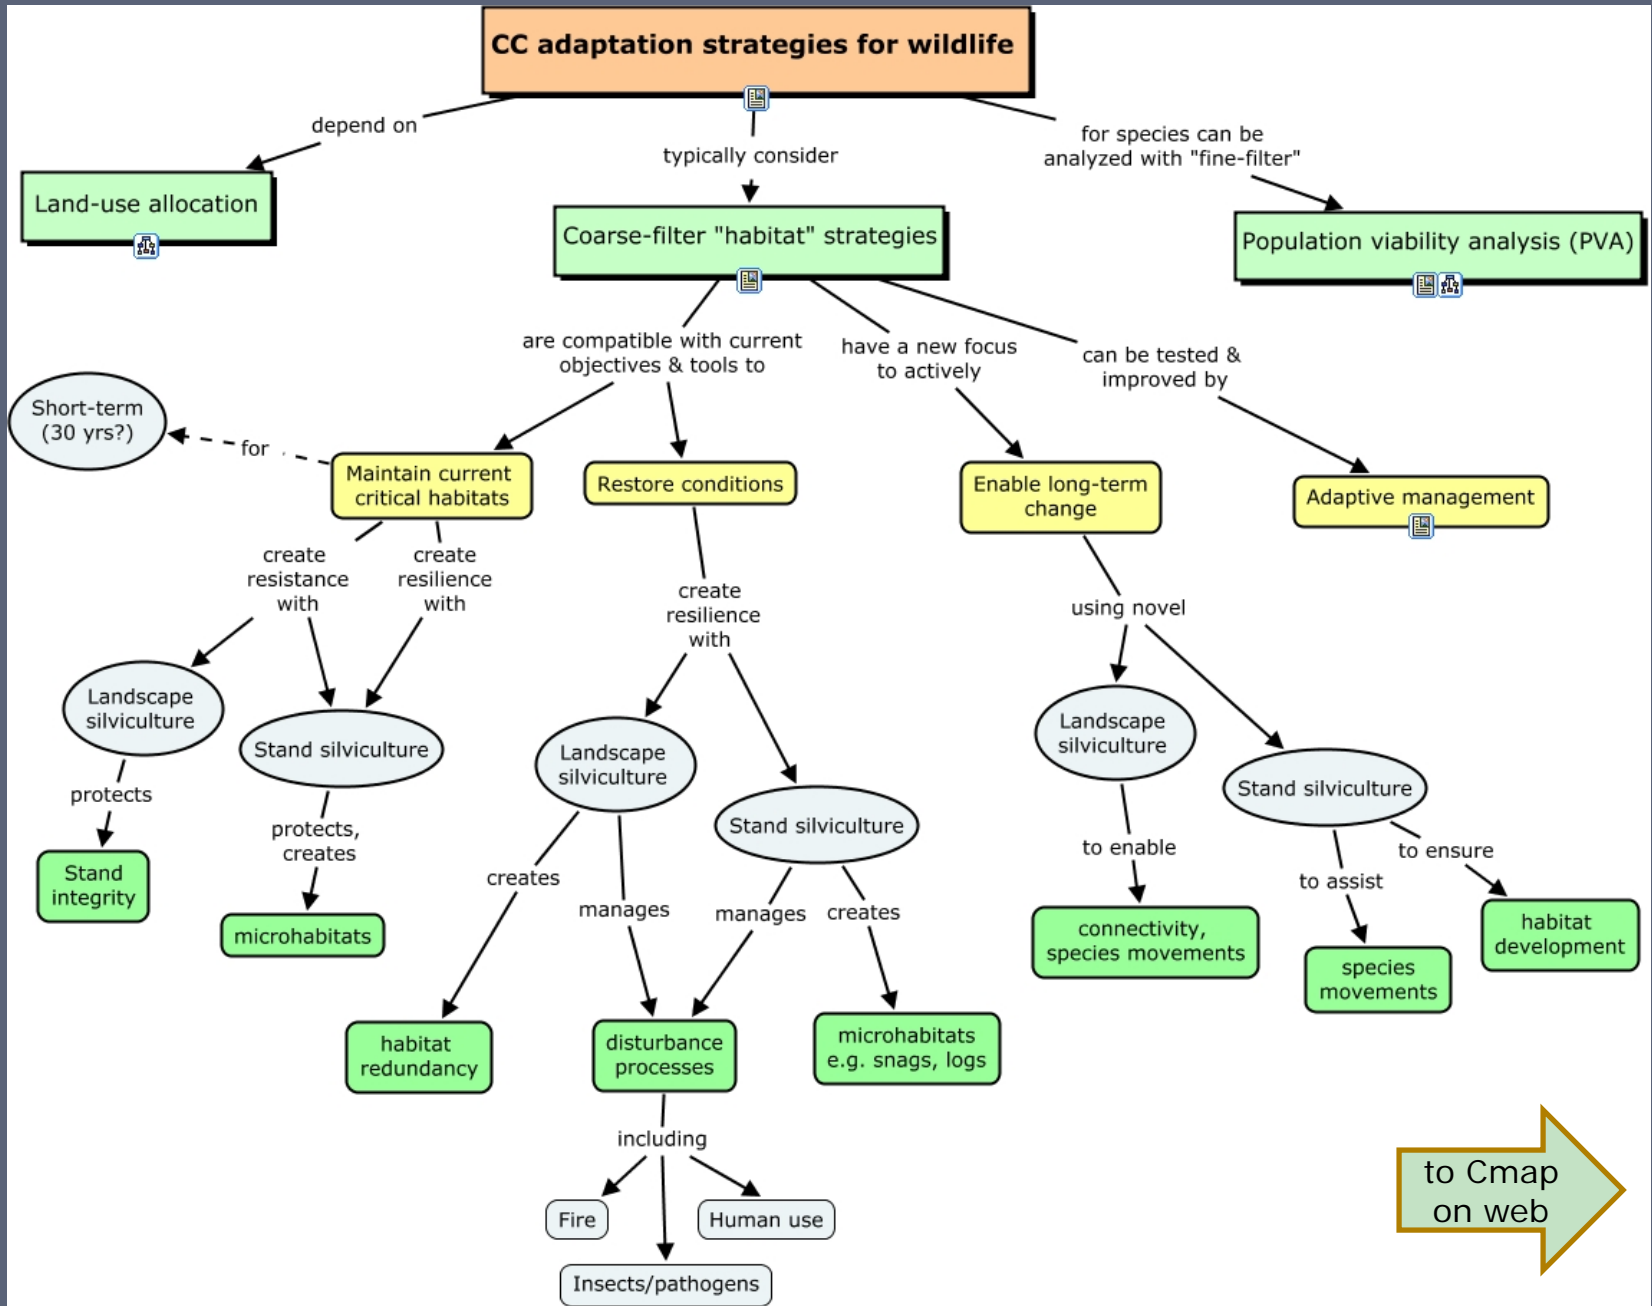 CC adaptation strategies for wildlife
depend on
typically consider
for species can be
analyzed with "fine-filter"
Land-use allocation
Coarse-filter "habitat" strategies
Population viability analysis (PVA)
are compatible with current
objectives & tools to
have a new focus
to actively
can be tested &
improved by
Short-term
(30 yrs?)
for
Maintain current
critical habitats
Restore conditions
Enable long-term
change
Adaptive management
create
resistance
with
create
resilience
with
create
resilience
with
using novel
Landscape
silviculture
Stand silviculture
Landscape
silviculture
Stand silviculture
Landscape
silviculture
Stand silviculture
protects
protects,
creates
creates
manages
manages
creates
to enable
to assist
to ensure
Stand
integrity
microhabitats
habitat
redundancy
disturbance
processes
microhabitats
e.g. snags, logs
connectivity,
species movements
species
movements
habitat
development
including
Fire
Human use
Insects/pathogens
to Cmap
on web